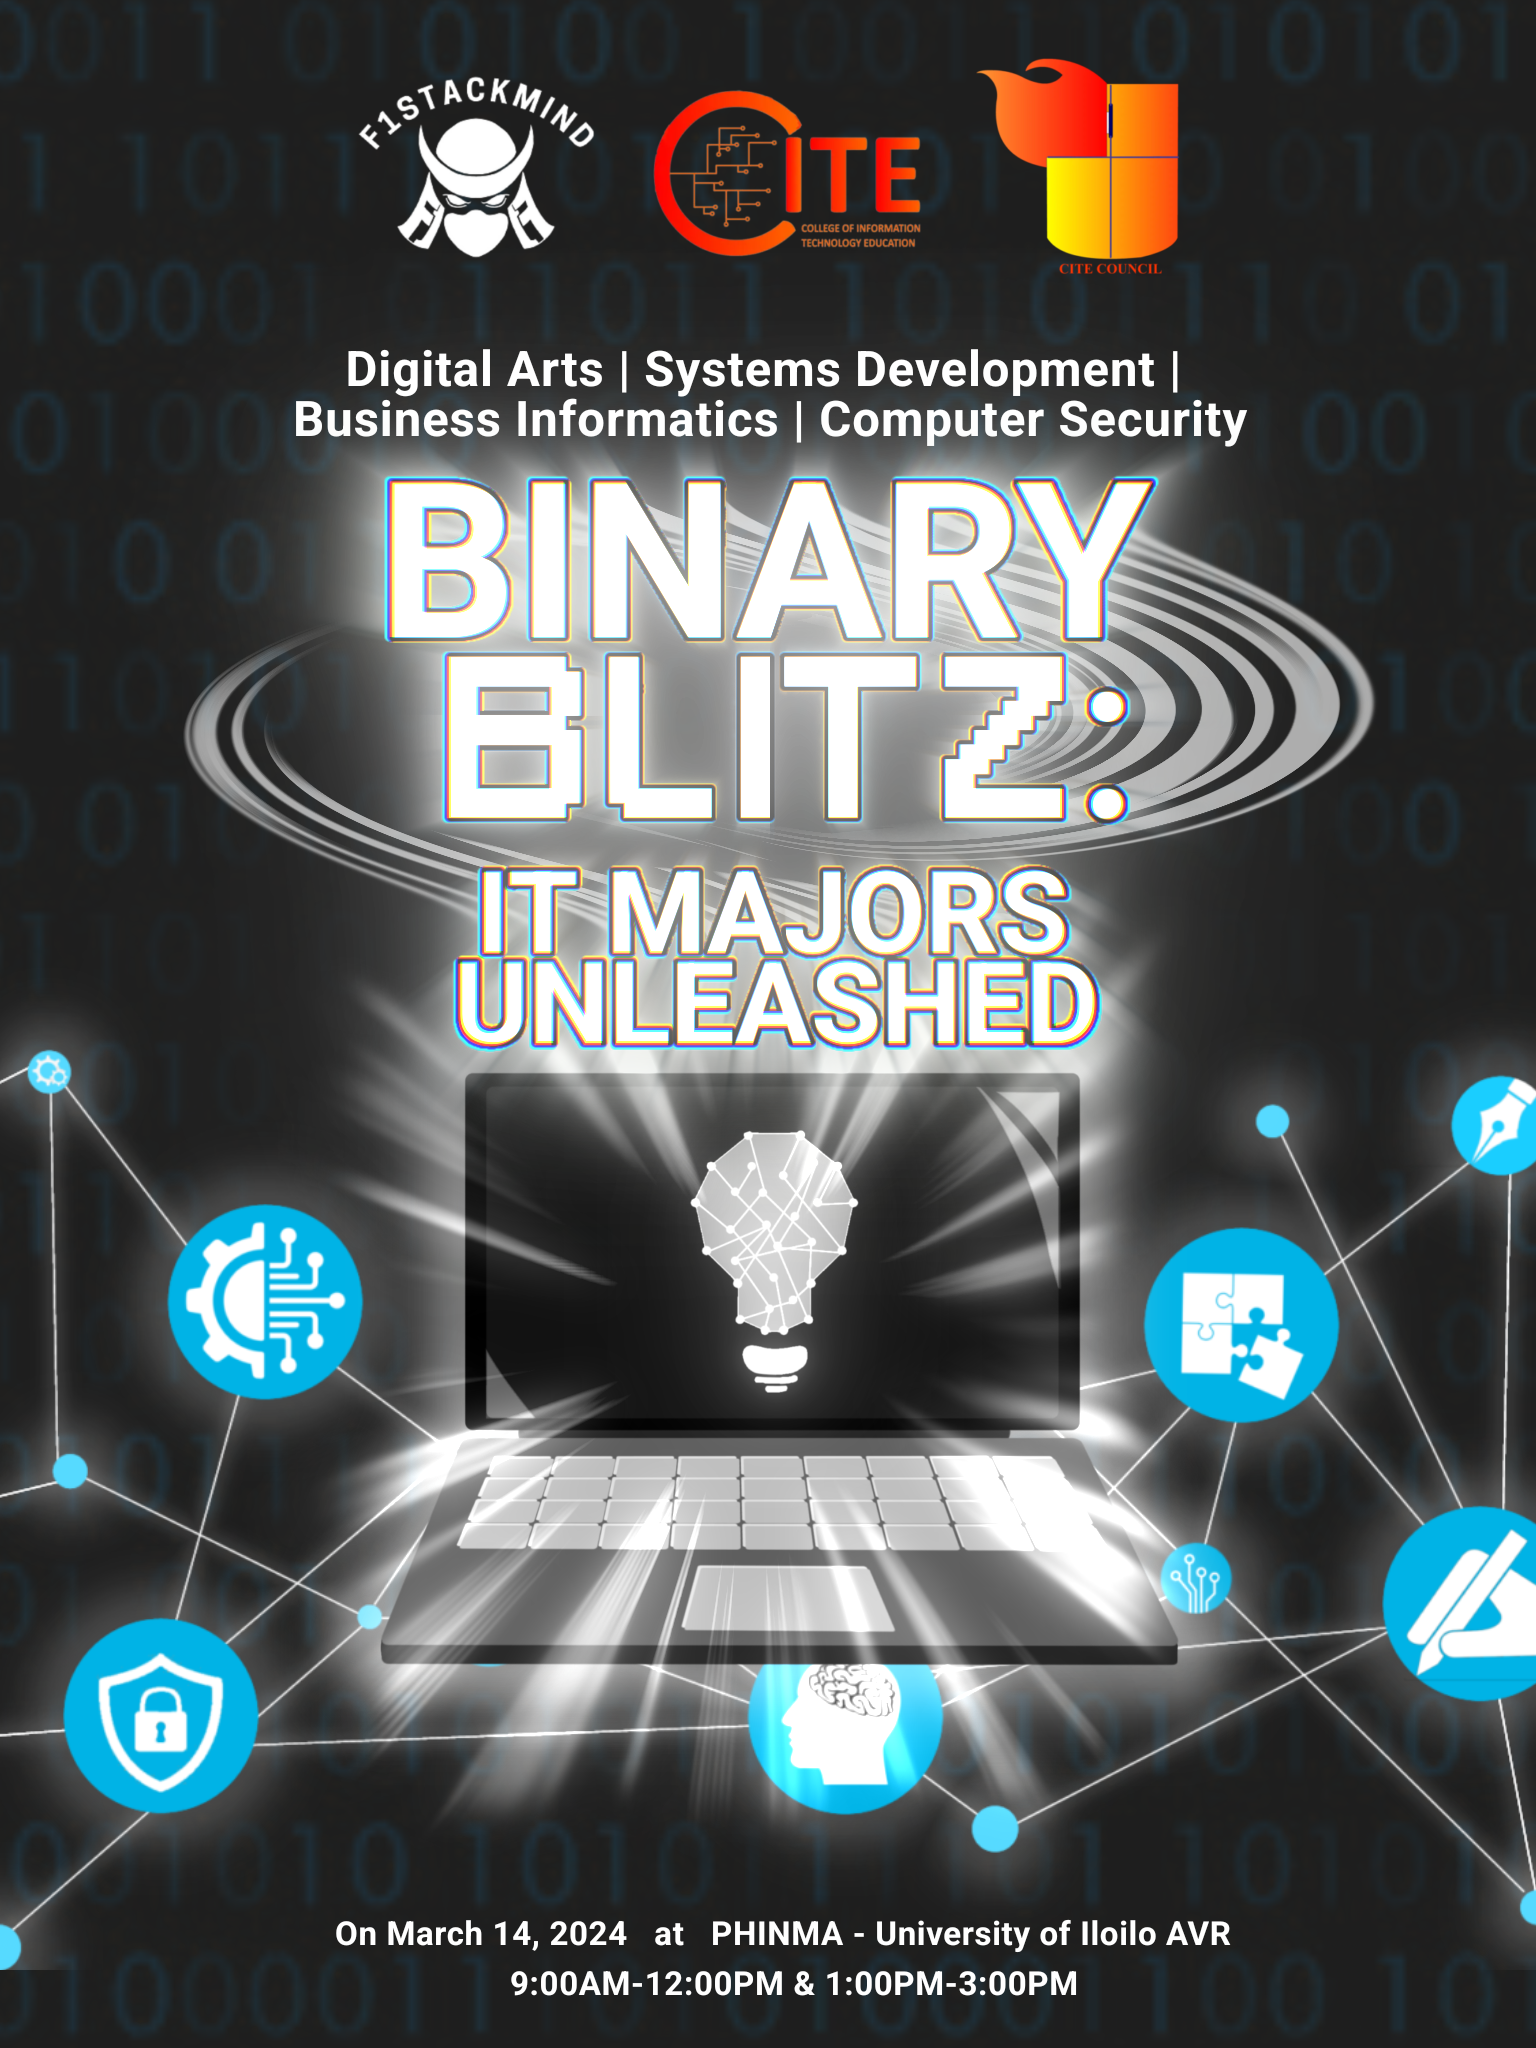 F1STACKMIND
CITE
COLLEGE OF INFORMATION
TECHNOLOGY EDUCATION
CITE COUNCIL
Digital Arts | Systems Development |
Business Informatics | Computer Security
BINARY
BLITZ:
IT MAJORS
UNLEASHED
On March 14, 2024 at PHINMA - University of Iloilo AVR
9:00AM-12:00PM & 1:00PM-3:00PM